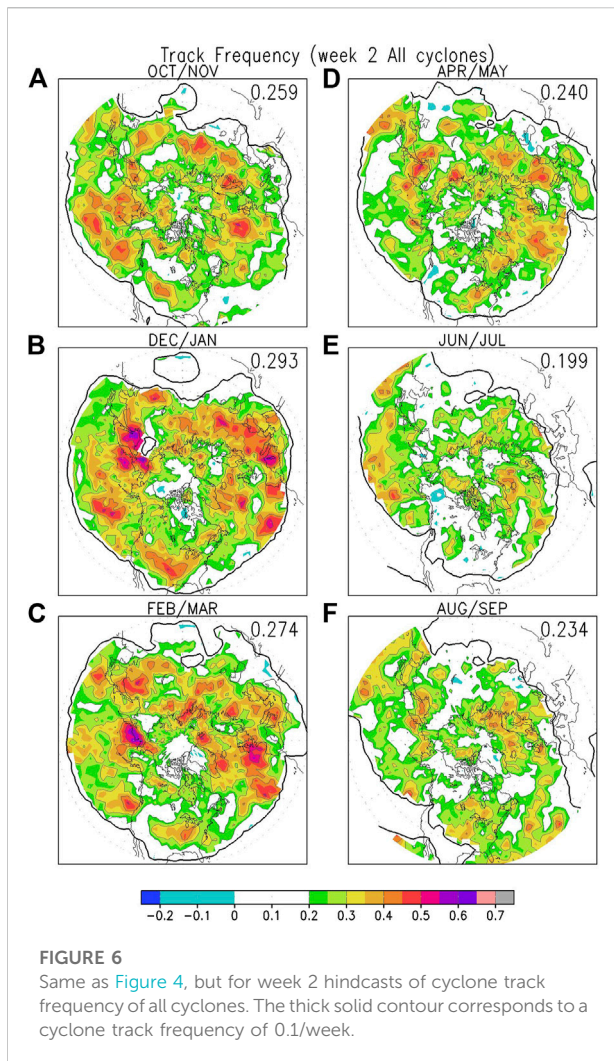 Track Frequency (week 2 All cyclones)
A
OCT/NOV
0.259
D
APR/MAY
0.240
B
DEC/JAN
0.293
E
JUN/JUL
0.199
C
FEB/MAR
0.274
F
AUG/SEP
0.234
-0.2 -0.1 0 0.1 0.2 0.3 0.4 0.5 0.6 0.7
FIGURE 6
Same as Figure 4, but for week 2 hindcasts of cyclone track
frequency of all cyclones. The thick solid contour corresponds to a
cyclone track frequency of 0.1/week.